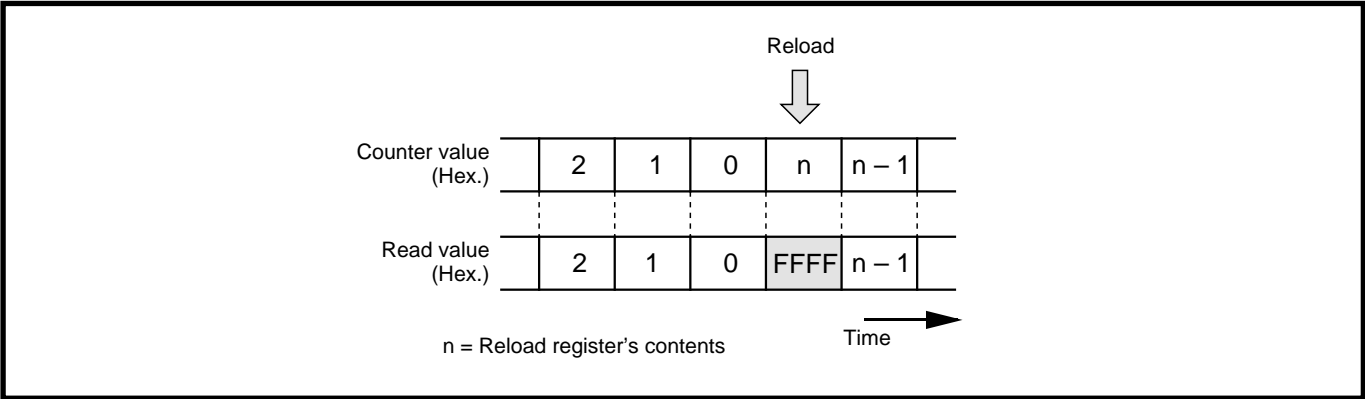 Reload
Counter value
(Hex.)
2 1 0 n n – 1
Read value
(Hex.)
2 1 0 FFFF n – 1
Time
n = Reload register's contents